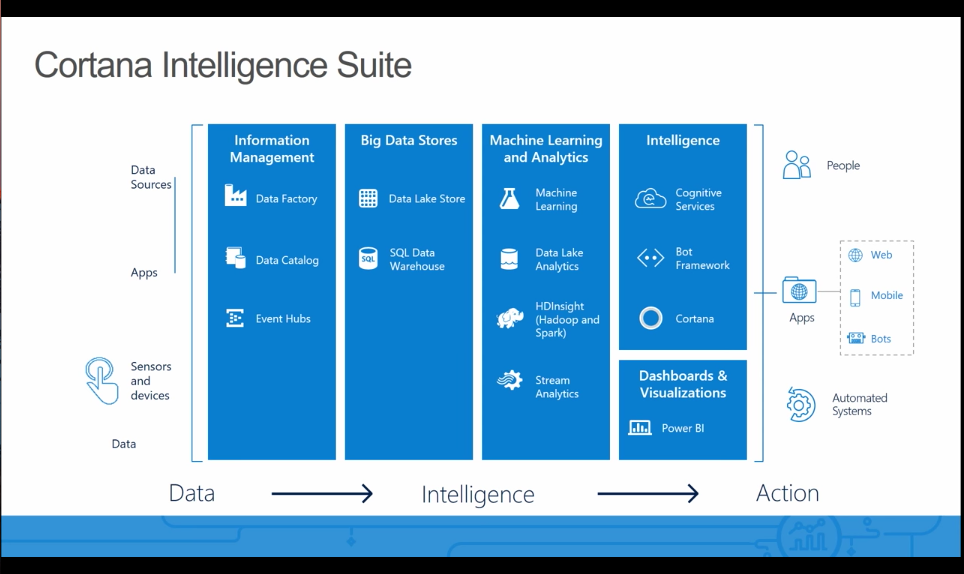 Cortana Intelligence Suite
Data
Sources
Apps
Sensors
and
devices
Data
Information
Management
Data Factory
Data Catalog
Event Hubs
Big Data Stores
Data Lake Store
SQL
SQL Data
Warehouse
Machine Learning
and Analytics
Machine
Learning
Data Lake
Analytics
HDInsight
(Hadoop and
Spark)
Stream
Analytics
Intelligence
Cognitive
Services
Bot
Framework
Cortana
Dashboards &
Visualizations
Power BI
People
Apps
Web
Mobile
Bots
Automated
Systems
Data
Intelligence
Action